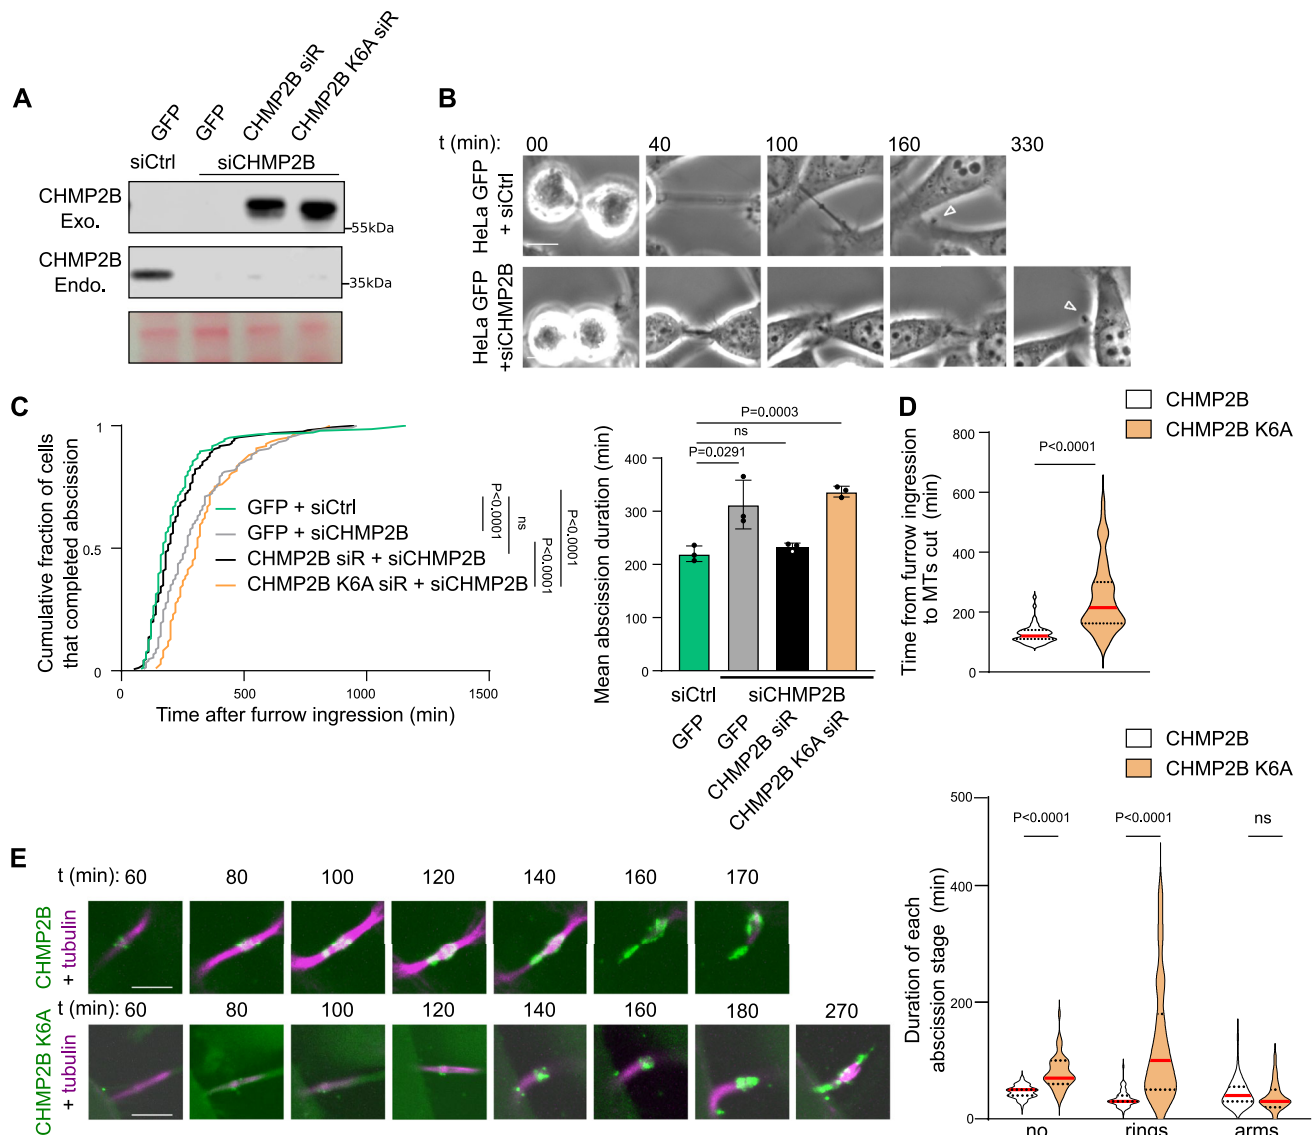 A
GFP
GFP
CHMP2B siR
CHMP2B K6A siR
siCtrl
siCHMP2B
CHMP2B
Exo.
55kDa
CHMP2B
Endo.
35kDa
B
t (min): 00 40 100 160 330
HeLa GFP
+ siCtrl
HeLa GFP
+siCHMP2B
C
Cumulative fraction of cells
that completed abscission
1
0.5
0
0 500 1000 1500
Time after furrow ingression (min)
GFP + siCtrl
GFP + siCHMP2B
CHMP2B siR + siCHMP2B
CHMP2B K6A siR + siCHMP2B
P<0.0001
ns
P<0.0001
P<0.0001
Mean abscission duration (min)
400
300
200
100
0
P=0.0003
ns
P=0.0291
siCtrl
siCHMP2B
GFP
GFP
CHMP2B siR
CHMP2B K6A siR
D
CHMP2B
CHMP2B K6A
Time from furrow ingression
to MTs cut (min)
800
600
400
200
0
P<0.0001
CHMP2B
CHMP2B K6A
Duration of each
abscission stage (min)
500
400
200
0
P<0.0001
P<0.0001
ns
no rings arms
E
t (min): 60 80 100 120 140 160 170
CHMP2B
+ tubulin
t (min): 60 80 100 120 140 160 180 270
CHMP2B K6A
+ tubulin